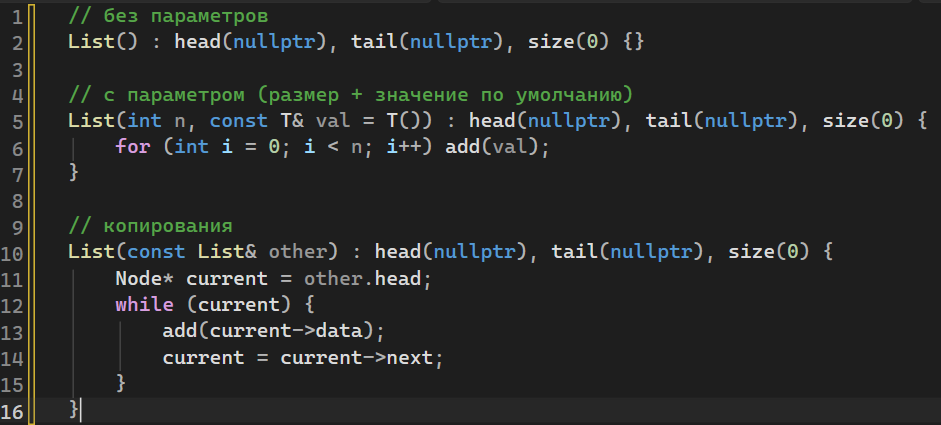 1 // без параметров
2 List() : head(nullptr), tail(nullptr), size(0) {}
3
4 // с параметром (размер + значение по умолчанию)
5 List(int n, const T& val = T()) : head(nullptr), tail(nullptr), size(0) {
6 for (int i = 0; i < n; i++) add(val);
7 }
8
9 // копирования
10 List(const List& other) : head(nullptr), tail(nullptr), size(0) {
11 Node* current = other.head;
12 while (current) {
13 add(current->data);
14 current = current->next;
15 }
16 }